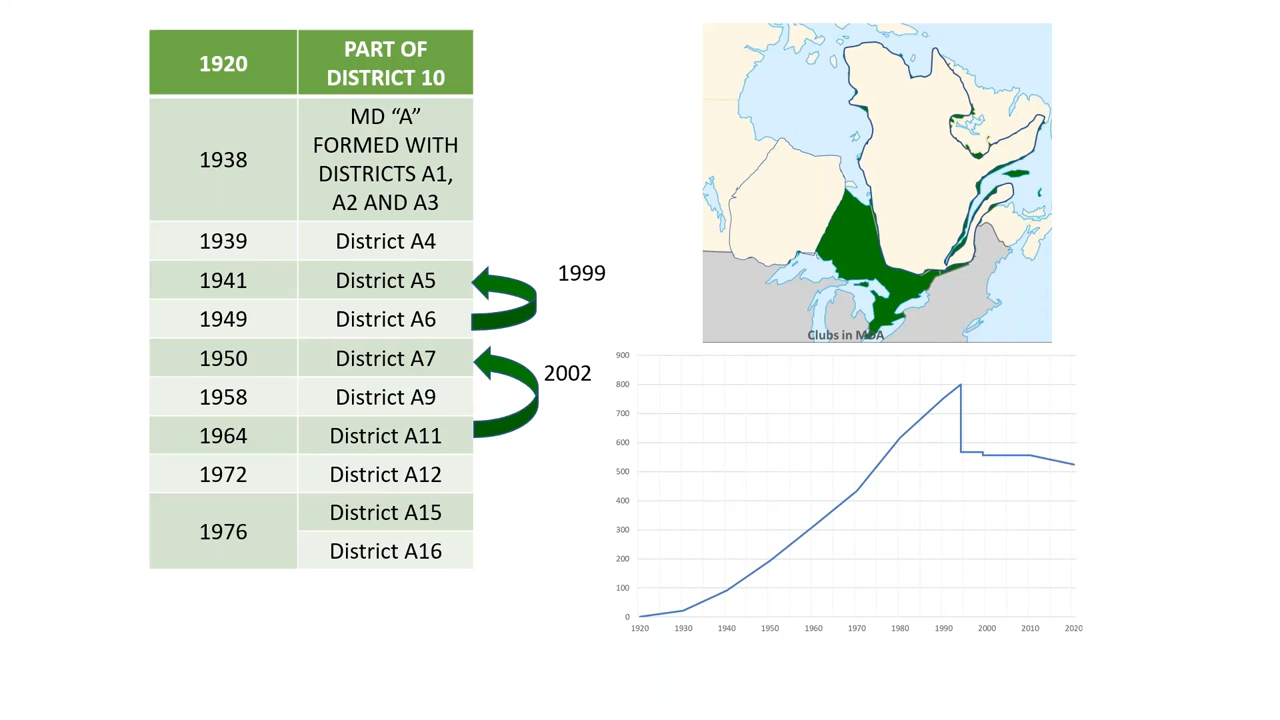 1920
PART OF
DISTRICT 10
1938
MD “A”
FORMED WITH
DISTRICTS A1,
A2 AND A3
1939
District A4
1941
District A5
1949
District A6
1950
District A7
1958
District A9
1964
District A11
1972
District A12
1976
District A15
District A16
1999
2002
Clubs in MDA
900
800
700
600
500
400
300
200
100
0
1920 1930 1940 1950 1960 1970 1980 1990 2000 2010 2020